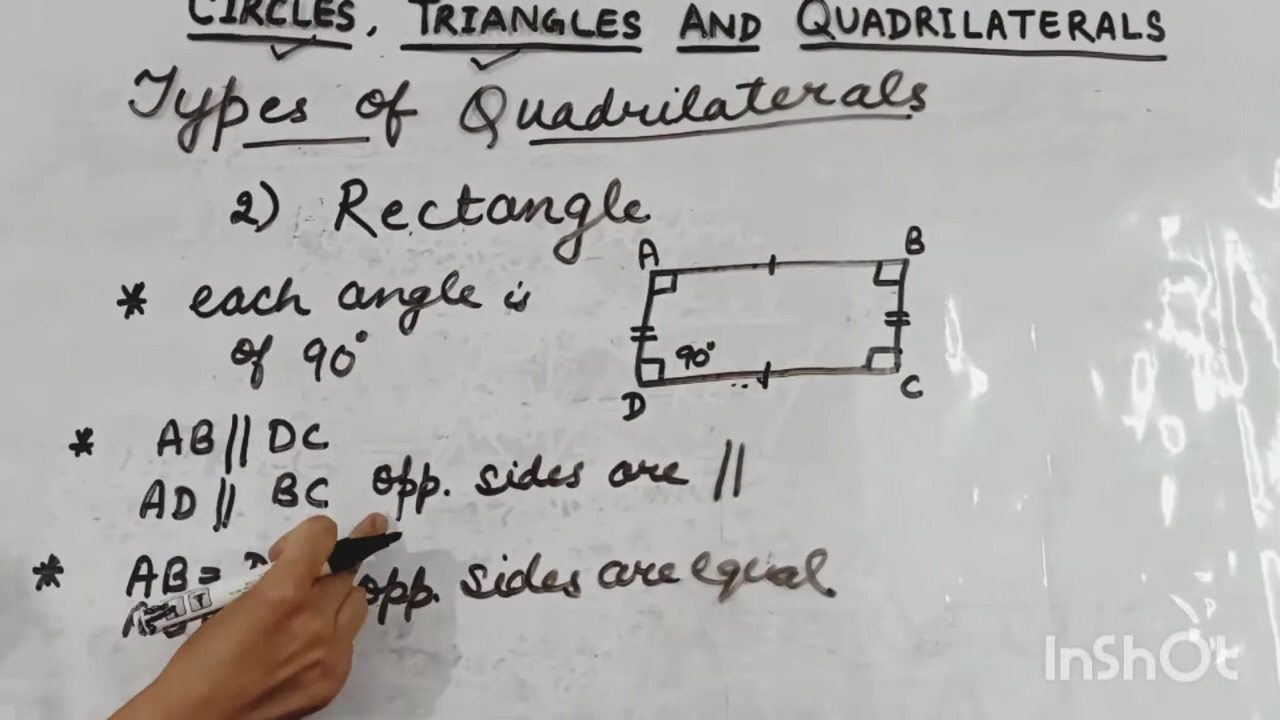 CIRCLES, TRIANGLES AND QUADRILATERALS
Types of Quadrilaterals
2) Rectangle
A B
* each angle is
of 90°
90°
D C
* AB || DC
AD || BC opp. sides are ||
* AB = opp. sides are equal
InShOt